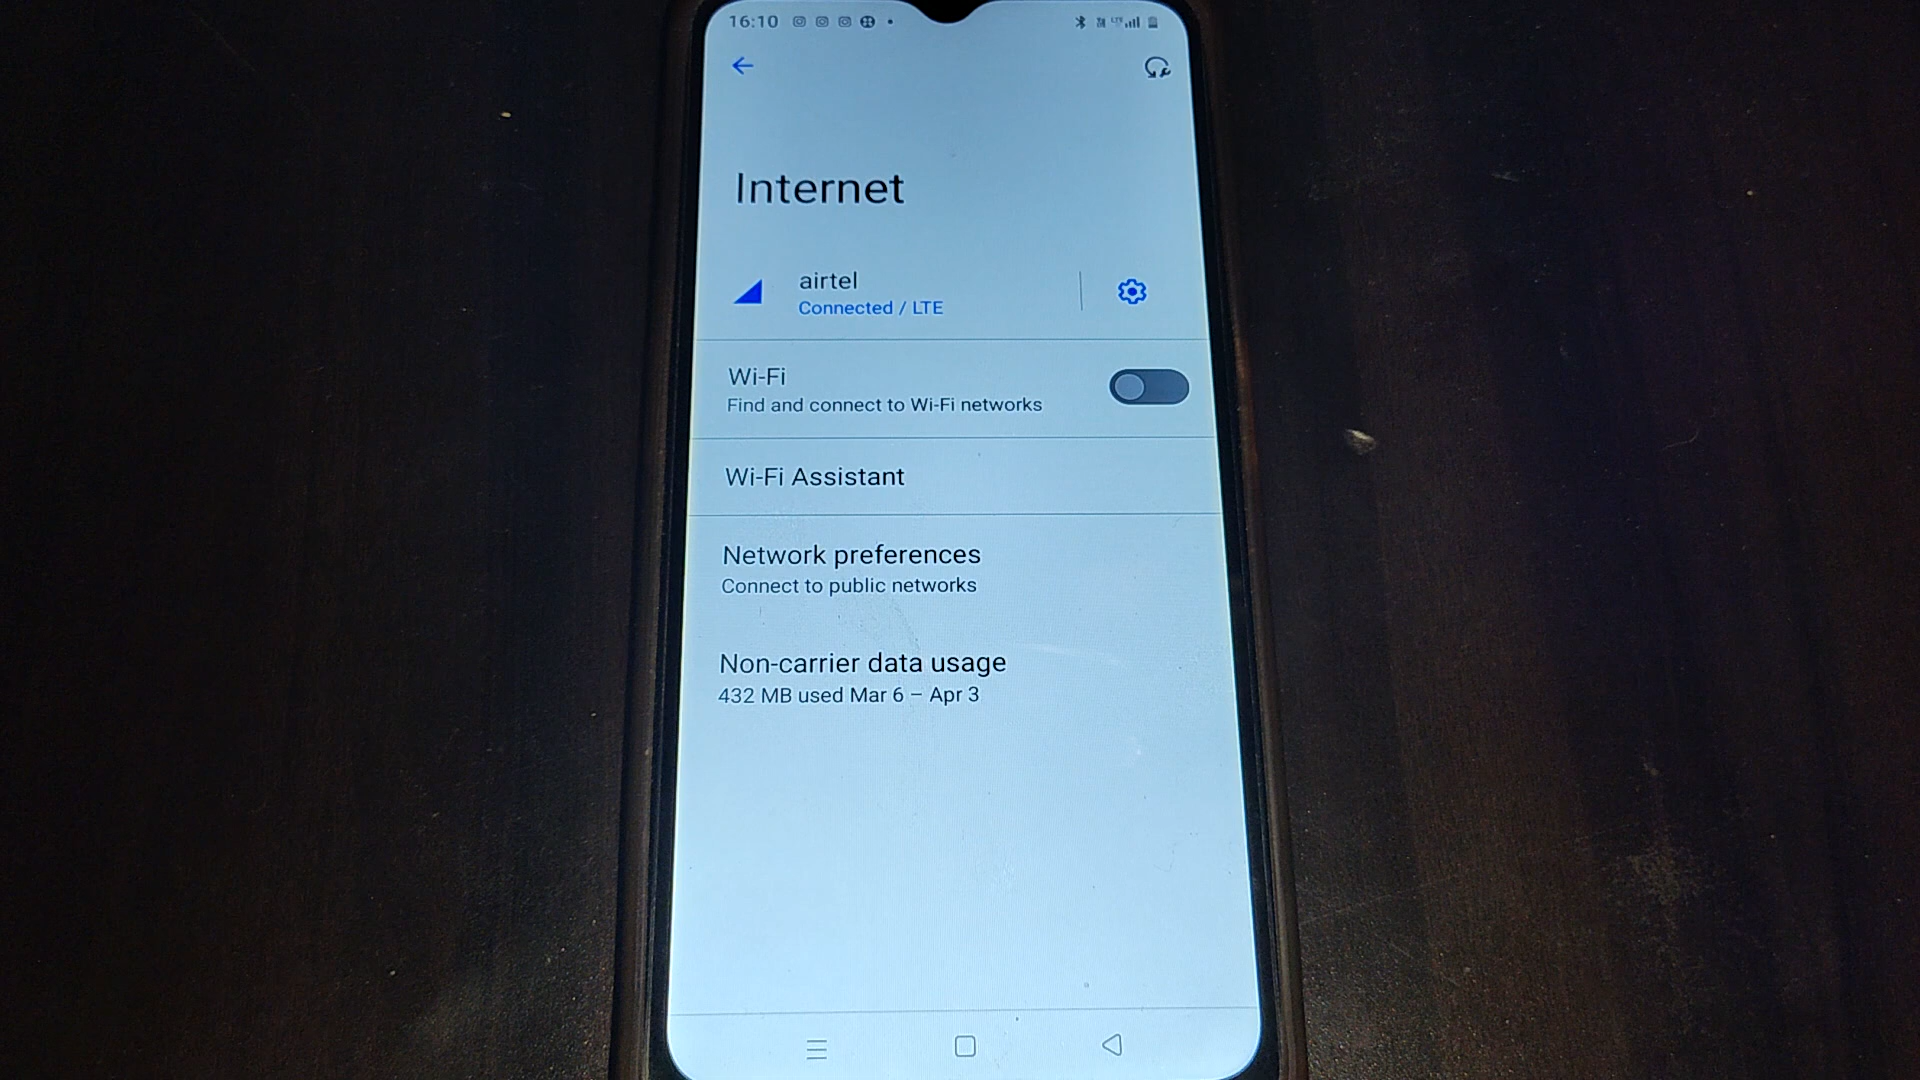 16:10
LTE
Internet
airtel
Connected / LTE
Wi-Fi
Find and connect to Wi-Fi networks
Wi-Fi Assistant
Network preferences
Connect to public networks
Non-carrier data usage
432 MB used Mar 6 – Apr 3